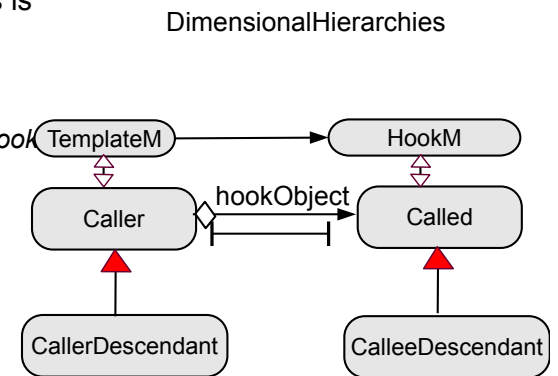 is
DimensionalHierarchies
ook TemplateM HookM
hookObject
Caller Called
CallerDescendant CalleeDescendant